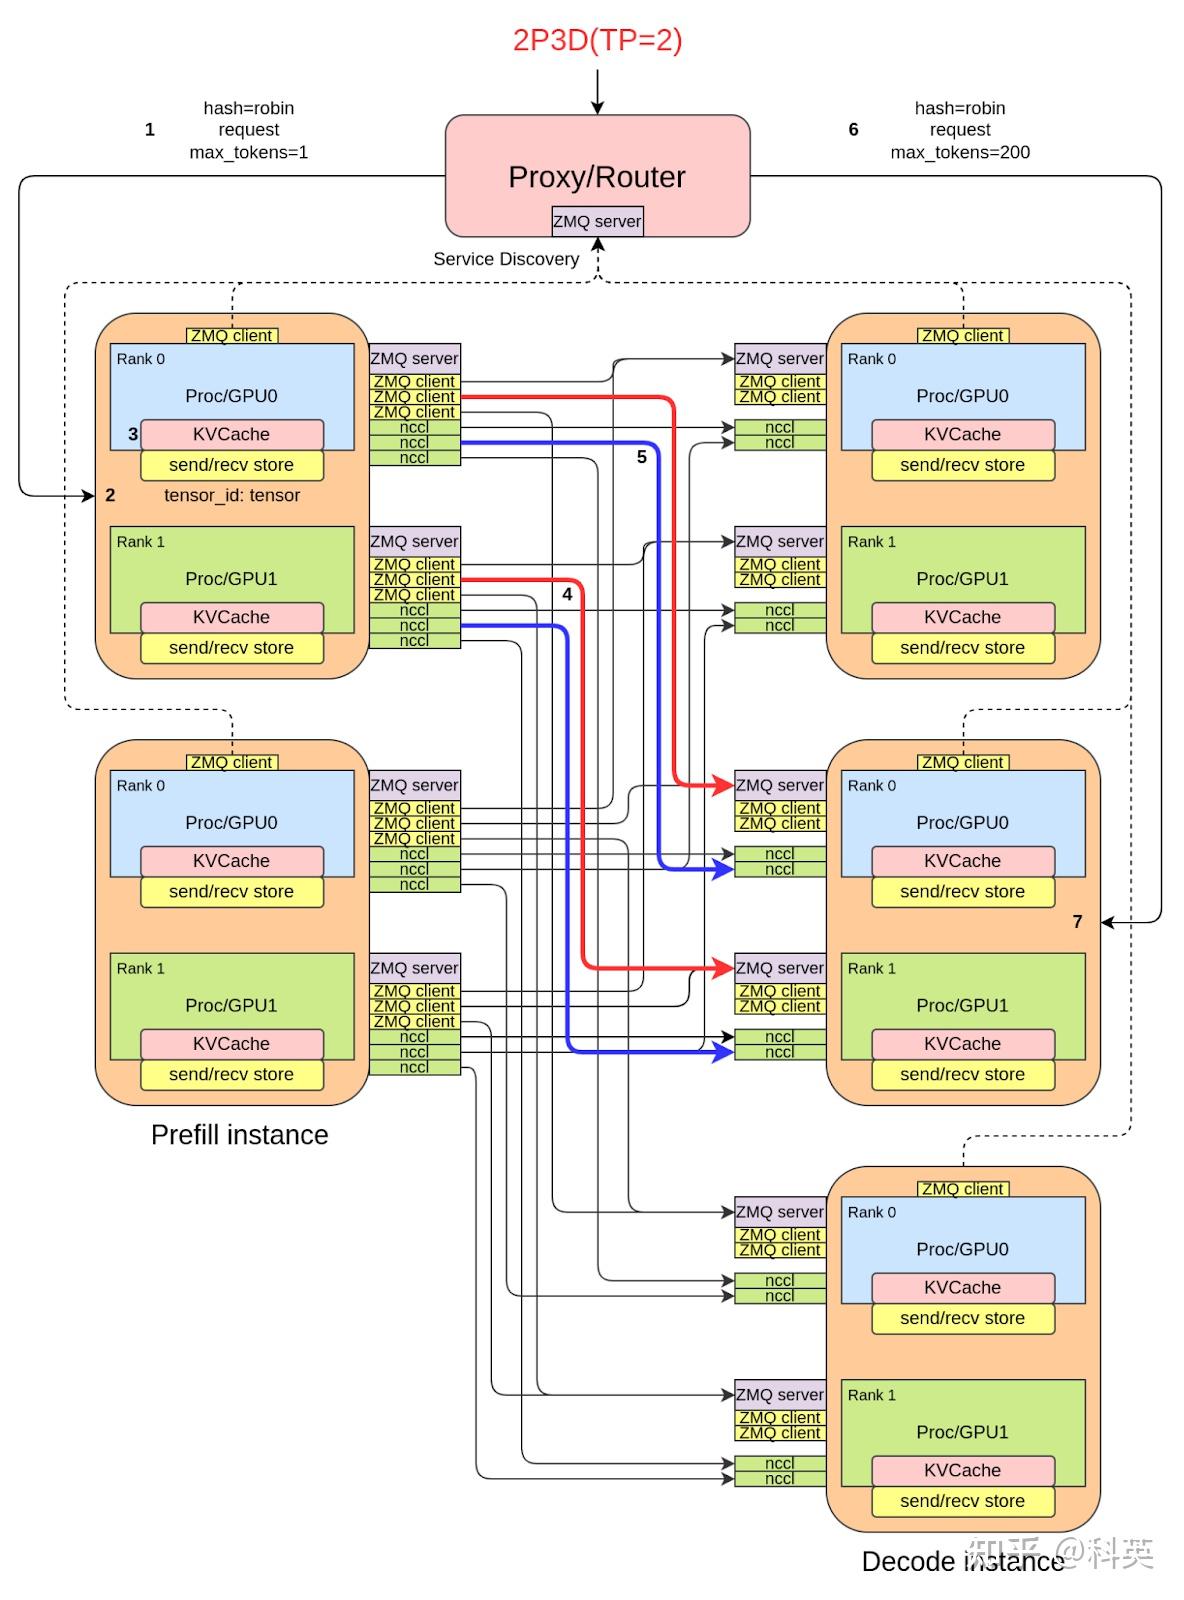 2P3D(TP=2)
1
hash=robin
request
max_tokens=1
6
hash=robin
request
max_tokens=200
Proxy/Router
ZMQ server
Service Discovery
ZMQ client
Rank 0
Proc/GPU0
3
KVCache
send/recv store
2
tensor_id: tensor
Rank 1
Proc/GPU1
KVCache
send/recv store
ZMQ server
ZMQ client
ZMQ client
ZMQ client
nccl
nccl
nccl
ZMQ server
ZMQ client
ZMQ client
ZMQ client
nccl
nccl
nccl
5
4
ZMQ server
ZMQ client
ZMQ client
nccl
nccl
ZMQ server
ZMQ client
ZMQ client
nccl
nccl
ZMQ client
Rank 0
Proc/GPU0
KVCache
send/recv store
Rank 1
Proc/GPU1
KVCache
send/recv store
ZMQ client
Rank 0
Proc/GPU0
KVCache
send/recv store
Rank 1
Proc/GPU1
KVCache
send/recv store
ZMQ server
ZMQ client
ZMQ client
ZMQ client
nccl
nccl
nccl
ZMQ server
ZMQ client
ZMQ client
ZMQ client
nccl
nccl
nccl
Prefill instance
ZMQ server
ZMQ client
ZMQ client
nccl
nccl
ZMQ server
ZMQ client
ZMQ client
nccl
nccl
ZMQ client
Rank 0
Proc/GPU0
KVCache
send/recv store
7
Rank 1
Proc/GPU1
KVCache
send/recv store
ZMQ server
ZMQ client
ZMQ client
nccl
nccl
ZMQ server
ZMQ client
ZMQ client
nccl
nccl
ZMQ client
Rank 0
Proc/GPU0
KVCache
send/recv store
Rank 1
Proc/GPU1
KVCache
send/recv store
Decode instance
知乎 @科英